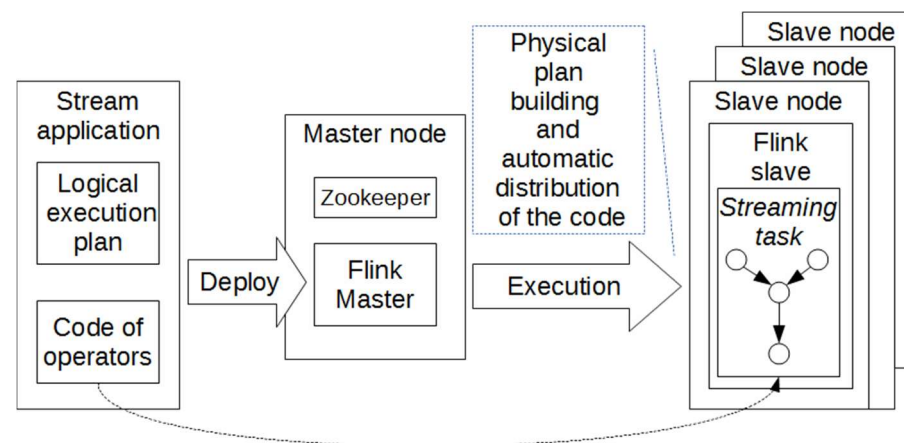 Stream
application
Logical
execution
plan
Code of
operators
Deploy
Master node
Zookeeper
Flink
Master
Physical
plan
building
and
automatic
distribution
of the code
Execution
Slave node
Slave node
Slave node
Flink
slave
Streaming
task